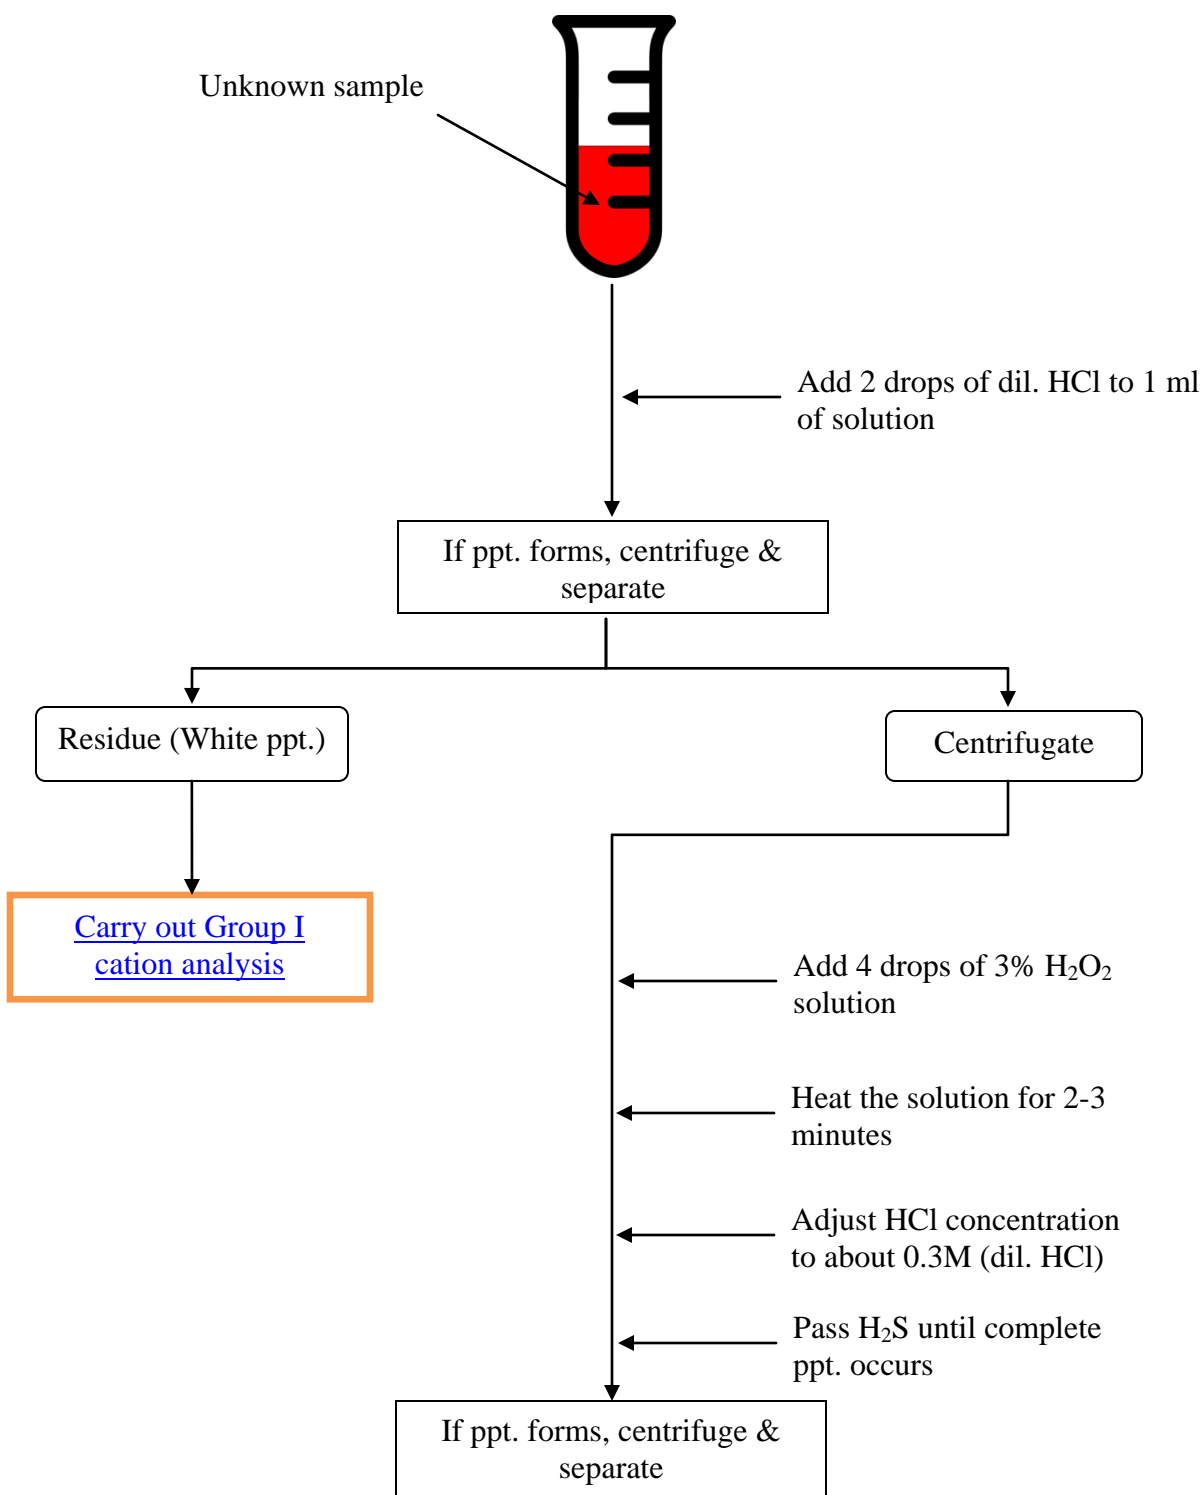 Unknown sample
Add 2 drops of dil. HCl to 1 ml
of solution
If ppt. forms, centrifuge &
separate
Residue (White ppt.)
Centrifugate
Carry out Group I
cation analysis
Add 4 drops of 3% H₂O₂
solution
Heat the solution for 2-3
minutes
Adjust HCl concentration
to about 0.3M (dil. HCl)
Pass H₂S until complete
ppt. occurs
If ppt. forms, centrifuge &
separate